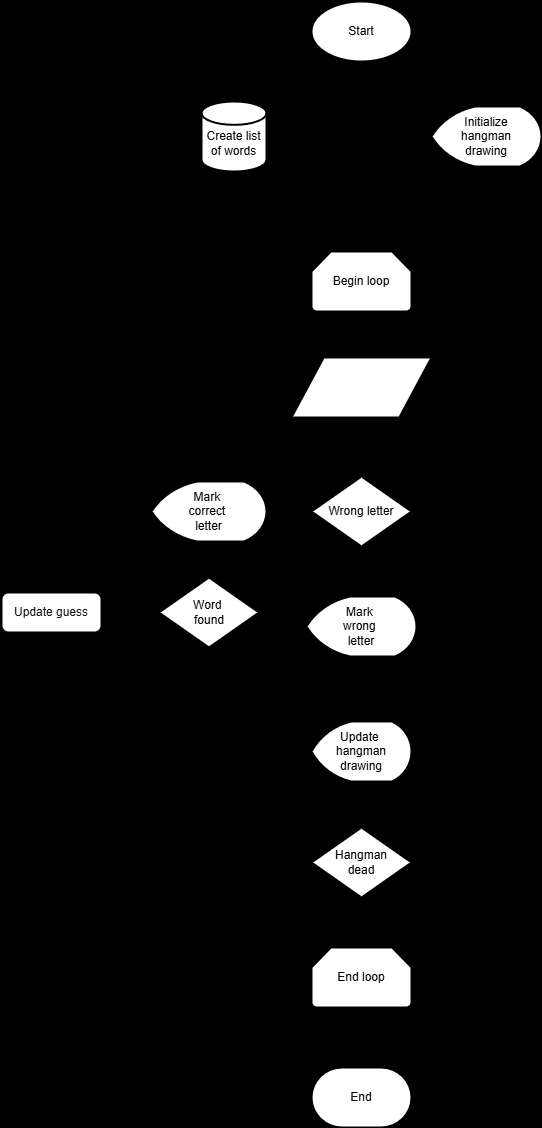 Start
Create list
of words
Initialize
hangman
drawing
Begin loop
Mark
correct
letter
Wrong letter
Update guess
Word
found
Mark
wrong
letter
Update
hangman
drawing
Hangman
dead
End loop
End